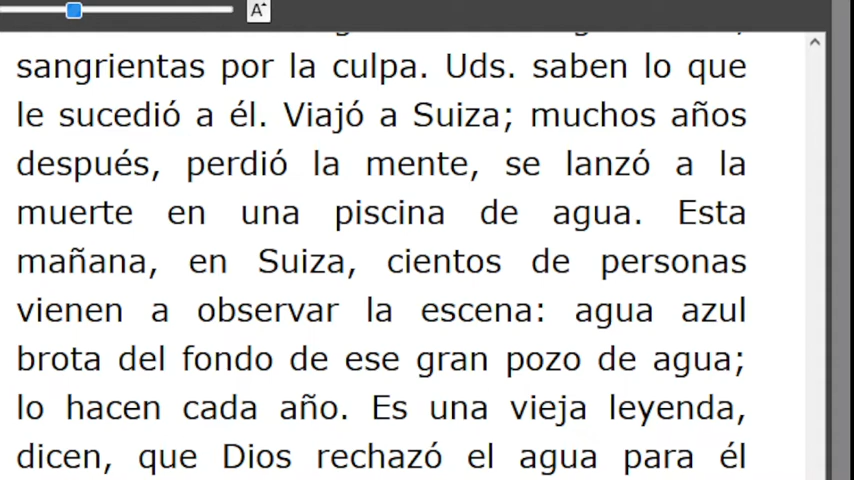 A
sangrientas por la culpa. Uds. saben lo que
le sucedió a él. Viajó a Suiza; muchos años
después, perdió la mente, se lanzó a la
muerte en una piscina de agua. Esta
mañana, en Suiza, cientos de personas
vienen a observar la escena: agua azul
brota del fondo de ese gran pozo de agua;
lo hacen cada año. Es una vieja leyenda,
dicen, que Dios rechazó el agua para él